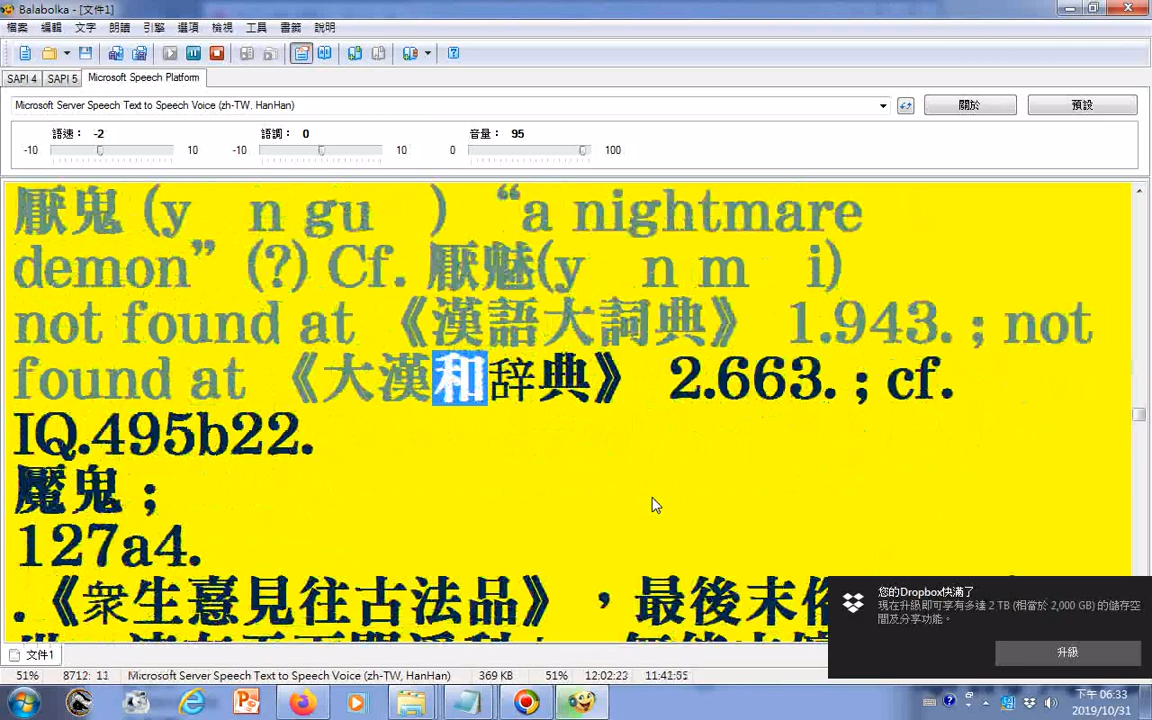 Balabolka - [文件1]
檔案 編輯 文字 朗讀 引擎 選項 檢視 工具 書籤 說明
SAPI 4 SAPI 5 Microsoft Speech Platform
Microsoft Server Speech Text to Speech Voice (zh-TW, HanHan)
關於 預設
語速： -2 語調： 0 音量： 95
-10 10 -10 10 0 100
厭鬼 (y n gu ) “a nightmare
demon” (?) Cf. 厭魅(y n m i)
not found at 《漢語大詞典》 1.943. ; not
found at 《大漢和辞典》 2.663. ; cf.
IQ.495b22.
魘鬼；
127a4.
.《衆生憙見往古法品》，最後末
您的Dropbox快滿了
現在升級即可享有多達 2 TB (相當於 2,000 GB) 的儲存空
間及分享功能。
升級
文件1
51% 8712: 11 Microsoft Speech Text to Speech Voice (zh-TW, HanHan) 369 KB 51% 12:02:23 11:41:55
下午 06:33
2019/10/31